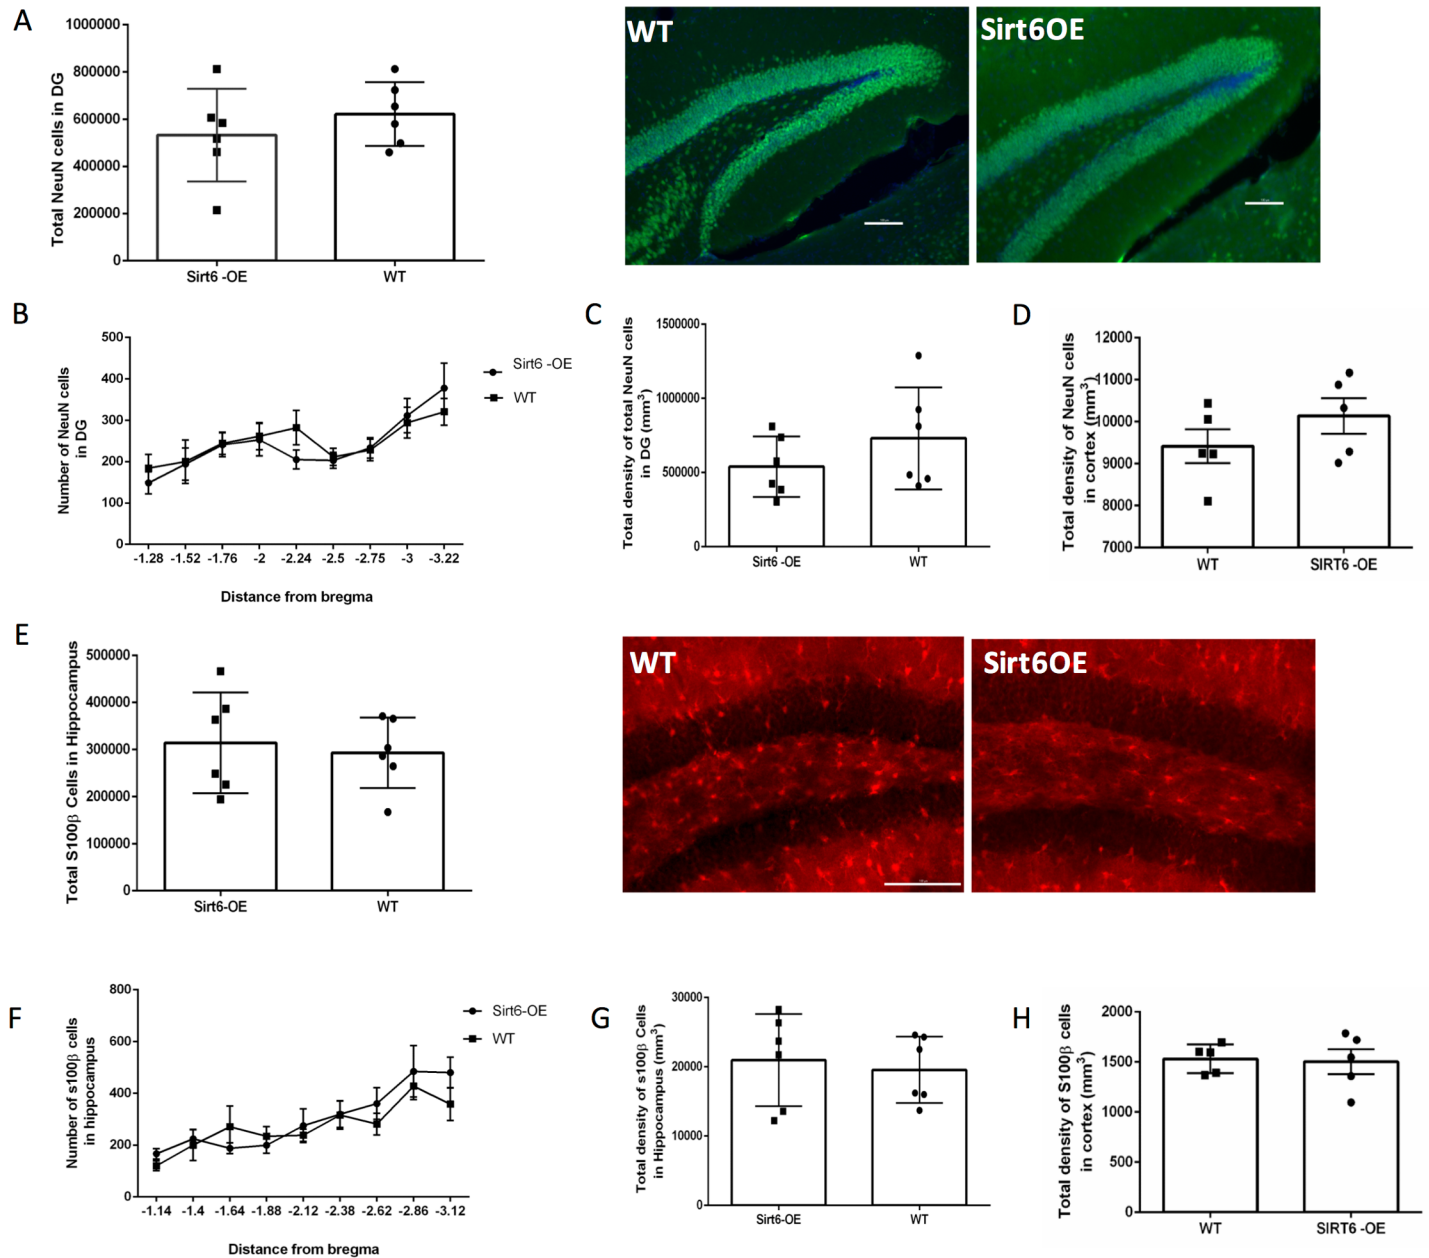 A
Total NeuN cells in DG
1000000
800000
600000
400000
200000
0
Sirt6 -OE
WT
WT
Sirt6OE
B
Number of NeuN cells
in DG
500
400
300
200
100
0
-1.28
-1.52
-1.76
-2
-2.24
-2.5
-2.75
-3
-3.22
Distance from bregma
Sirt6 -OE
WT
C
Total density of total NeuN cells
in DG (mm³)
1500000
1000000
500000
0
Sirt6 -OE
WT
D
Total density of NeuN cells
in cortex (mm³)
12000
11000
10000
9000
8000
7000
WT
SIRT6 -OE
E
Total S100β Cells in Hippocampus
500000
400000
300000
200000
100000
0
Sirt6-OE
WT
WT
Sirt6OE
F
Number of s100β cells
in hippocampus
800
600
400
200
0
-1.14
-1.4
-1.64
-1.88
-2.12
-2.38
-2.62
-2.86
-3.12
Distance from bregma
Sirt6-OE
WT
G
Total density of s100β Cells
in Hippocampus (mm³)
30000
20000
10000
0
Sirt6-OE
WT
H
Total density of S100β cells
in cortex (mm³)
2000
1500
1000
500
0
WT
SIRT6 -OE